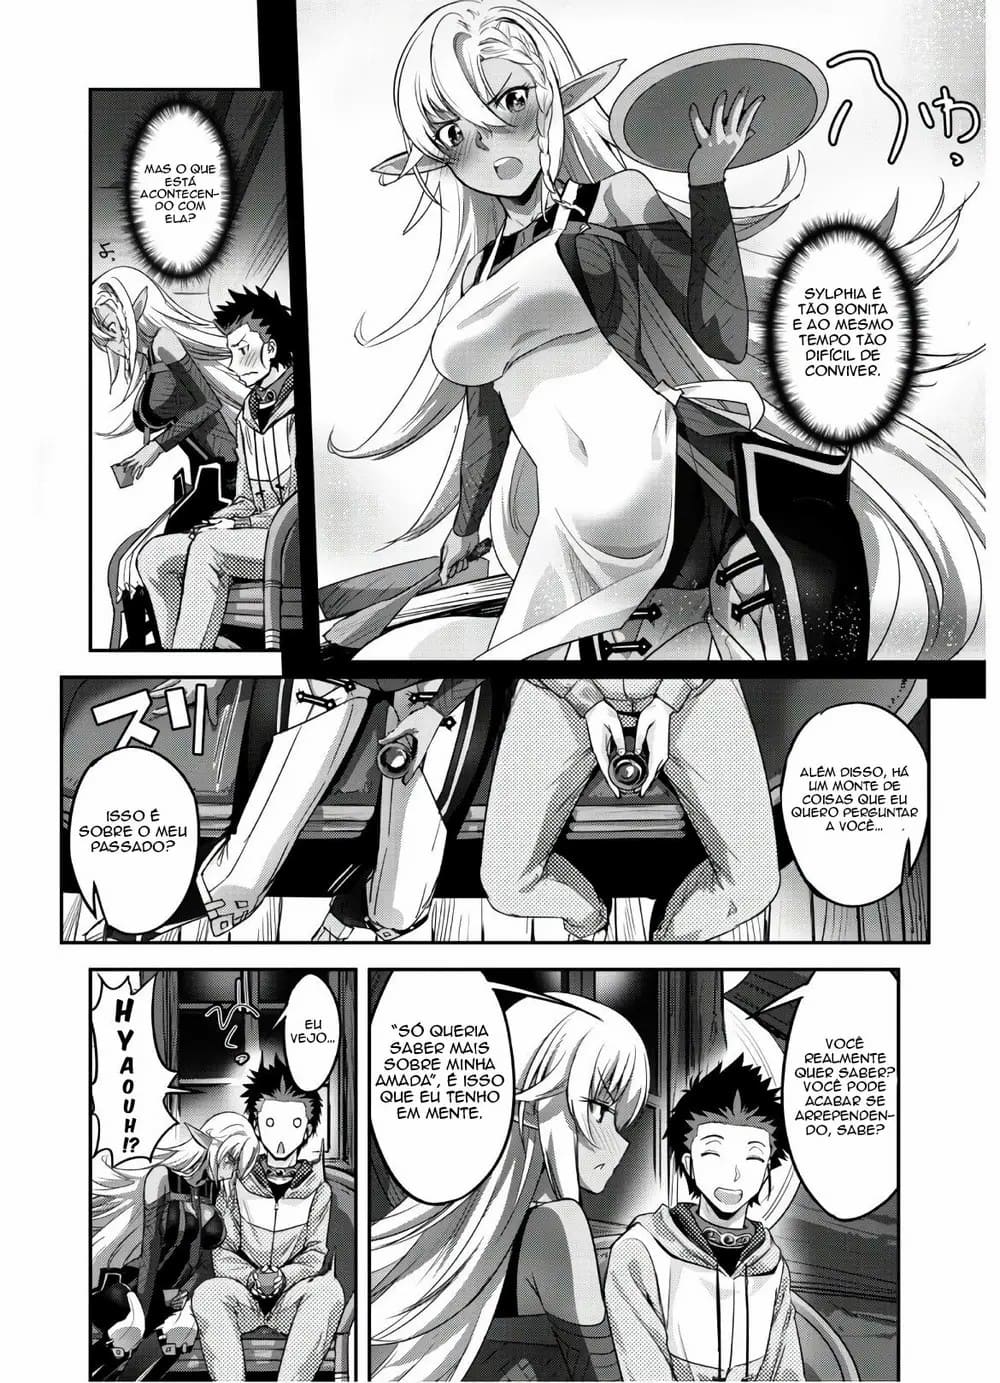 SYLPHIA É
TÃO BONITA
E AO MESMO
TEMPO TÃO
DIFÍCIL DE
CONVIVER.
MAS O QUE
ESTÁ
ACONTECEN-
DO COM
ELA?
ALÉM DISSO, HÁ
UM MONTE DE
COISAS QUE EU
QUERO PERGUNTAR
A VOCÊ...
ISSO É
SOBRE O MEU
PASSADO?
ズリ
VOCÊ
REALMENTE
QUER SABER?
VOCÊ PODE
ACABAR SE
ARREPENDEN-
DO, SABE?
"SÓ QUERIA
SABER MAIS
SOBRE MINHA
AMADA", É ISSO
QUE EU TENHO
EM MENTE.
EU
VEJO...
HYAOUH!?